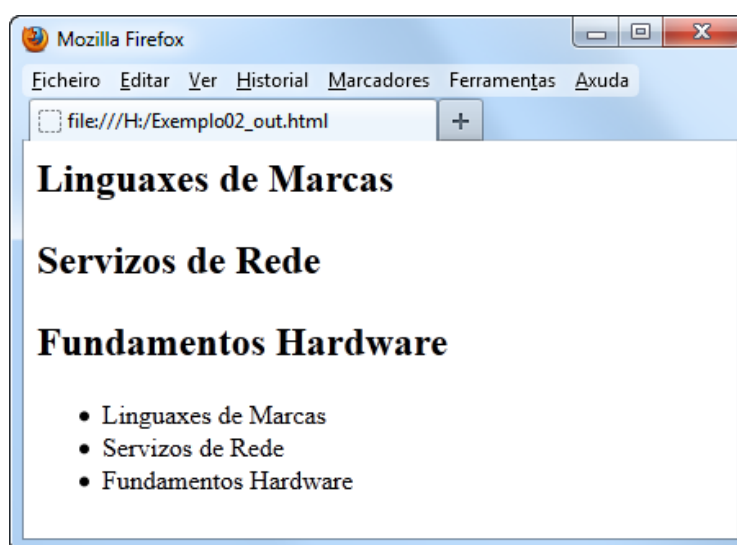 Mozilla Firefox
Ficheiro Editar Ver Historial Marcadores Ferramentas Axuda
file:///H:/Exemplo02_out.html
Linguaxes de Marcas
Servizos de Rede
Fundamentos Hardware
• Linguaxes de Marcas
• Servizos de Rede
• Fundamentos Hardware